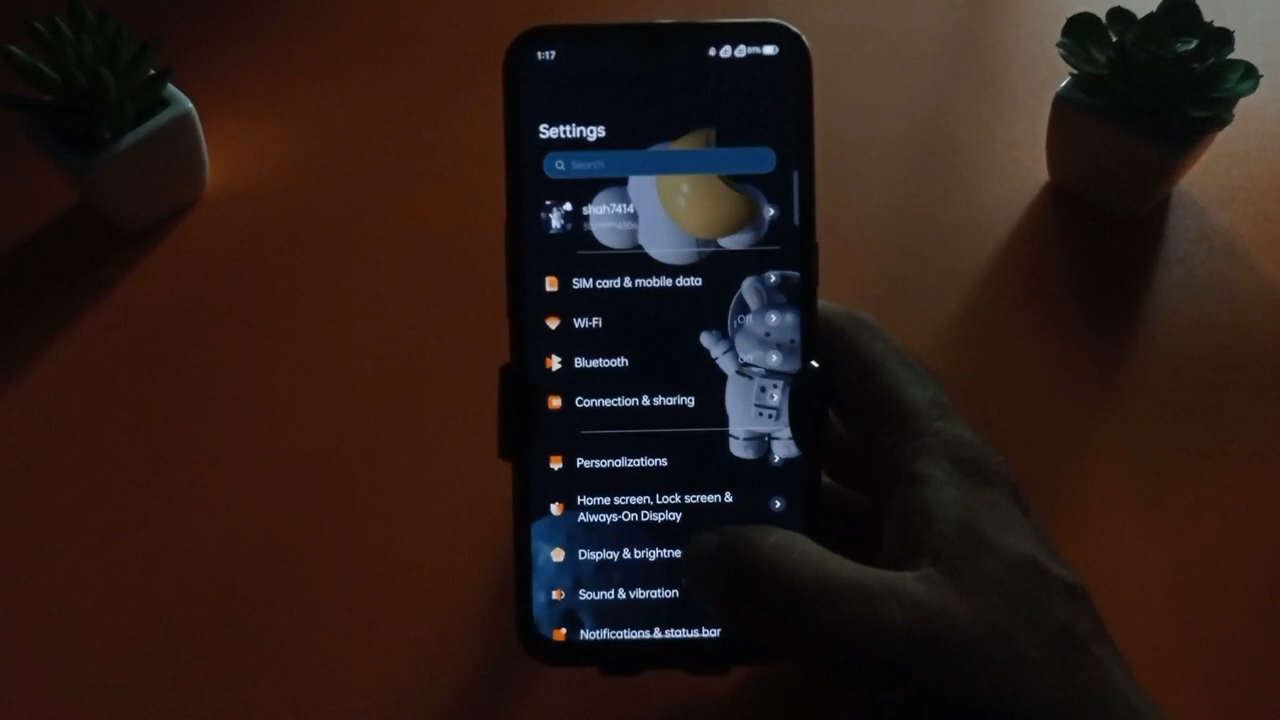 1:17
81%
Settings
Search
shah7414
SIM card & mobile data
Wi-Fi
Off
Bluetooth
Off
Connection & sharing
Personalizations
Home screen, Lock screen &
Always-On Display
Display & brightne
Sound & vibration
Notifications & status bar